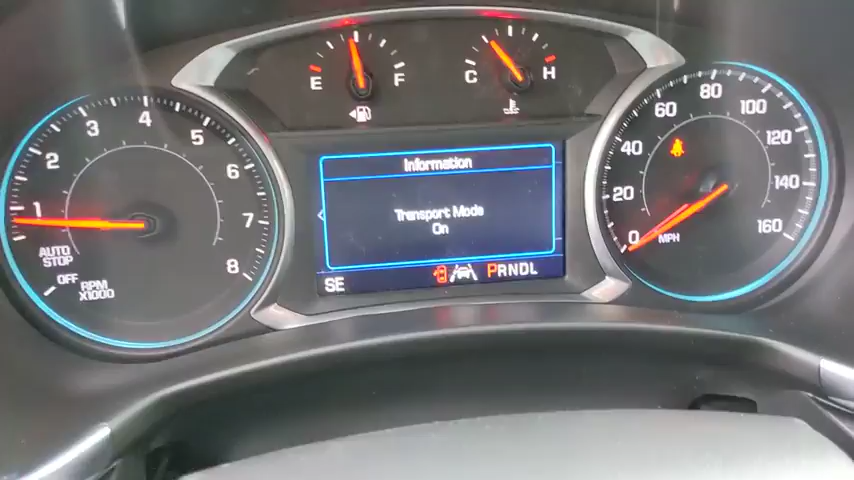 E F
C H
1 2 3 4 5 6 7 8
AUTO
STOP
OFF
RPM
X1000
Information
Transport Mode
On
SE
PRNDL
0 20 40 60 80 100 120 140 160
MPH